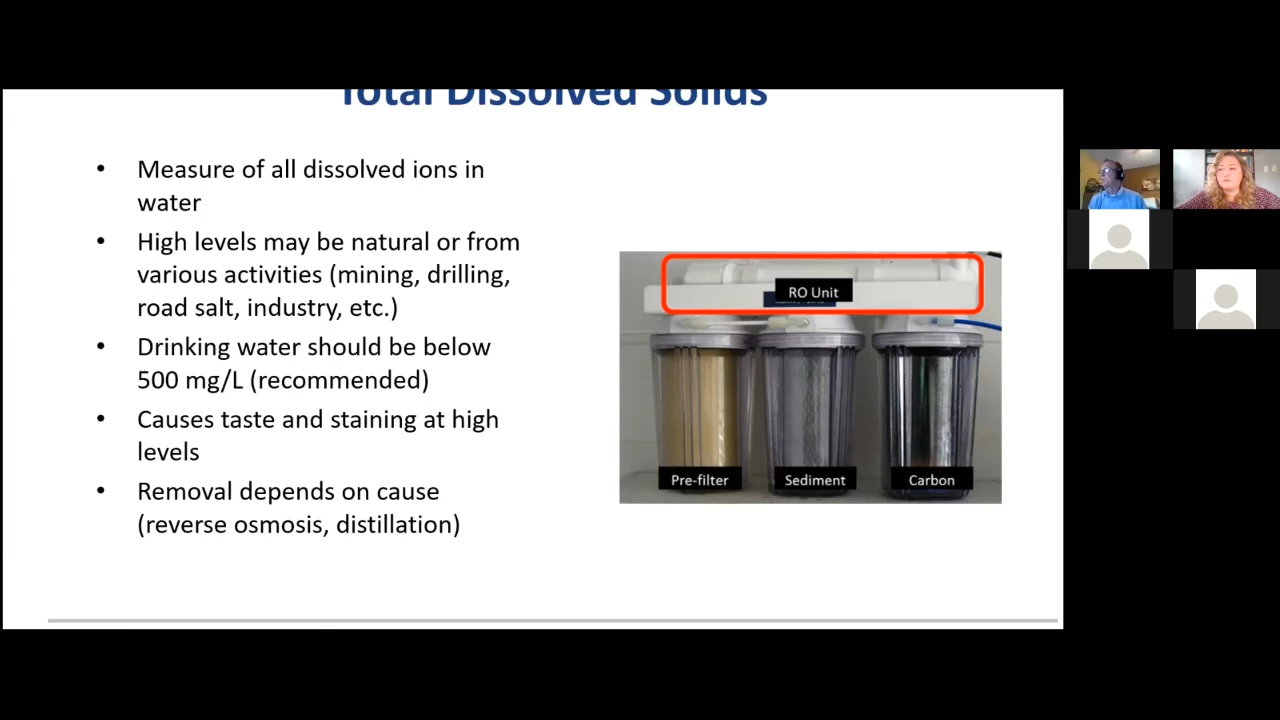 Total Dissolved Solids
• Measure of all dissolved ions in
water
• High levels may be natural or from
various activities (mining, drilling,
road salt, industry, etc.)
• Drinking water should be below
500 mg/L (recommended)
• Causes taste and staining at high
levels
• Removal depends on cause
(reverse osmosis, distillation)
RO Unit
Pre-filter
Sediment
Carbon